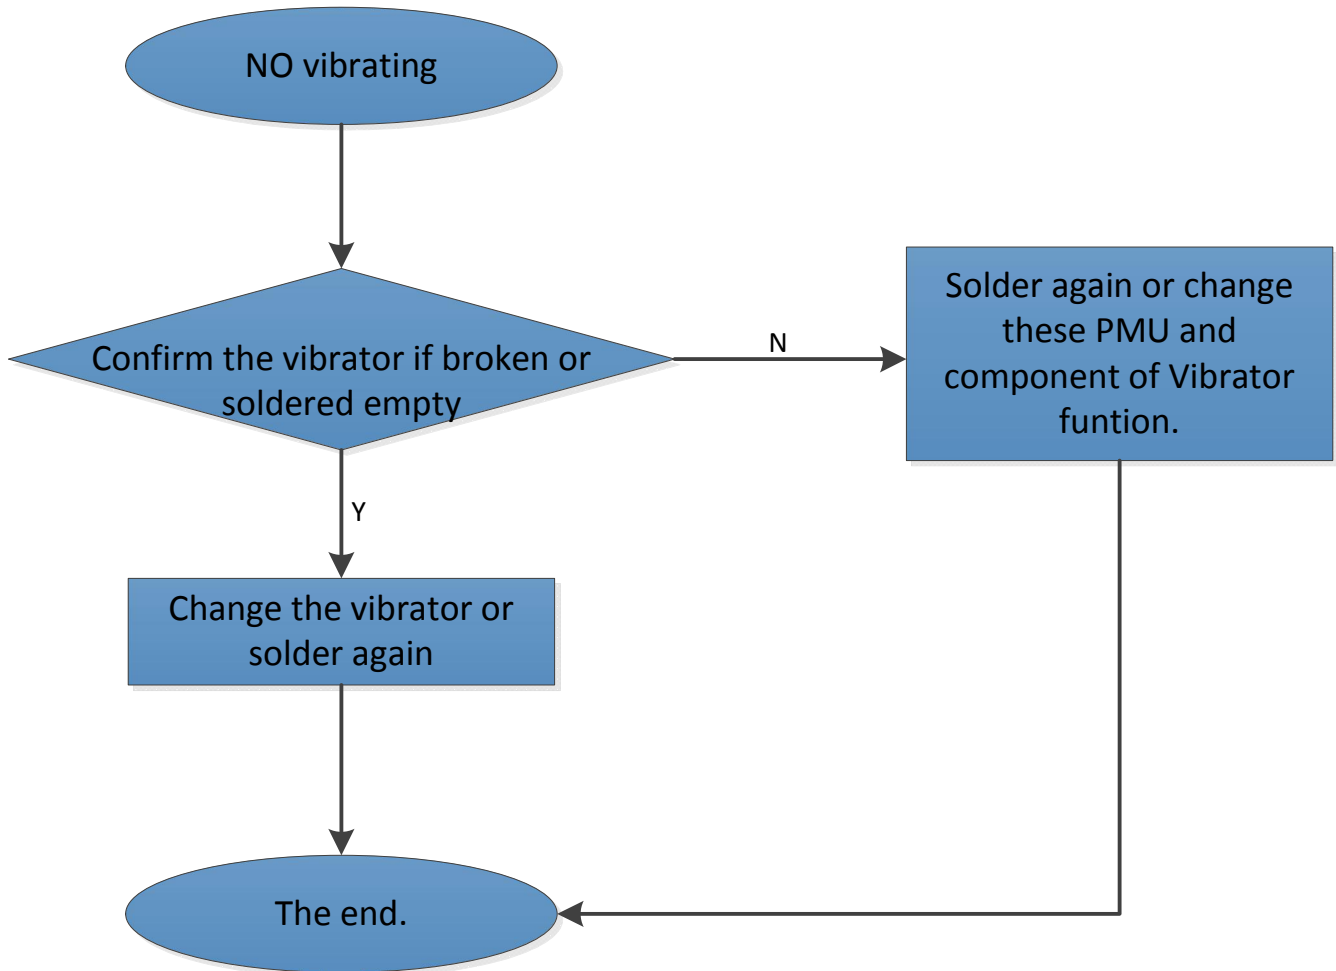 NO vibrating
Confirm the vibrator if broken or
soldered empty
N
Solder again or change
these PMU and
component of Vibrator
funtion.
Y
Change the vibrator or
solder again
The end.